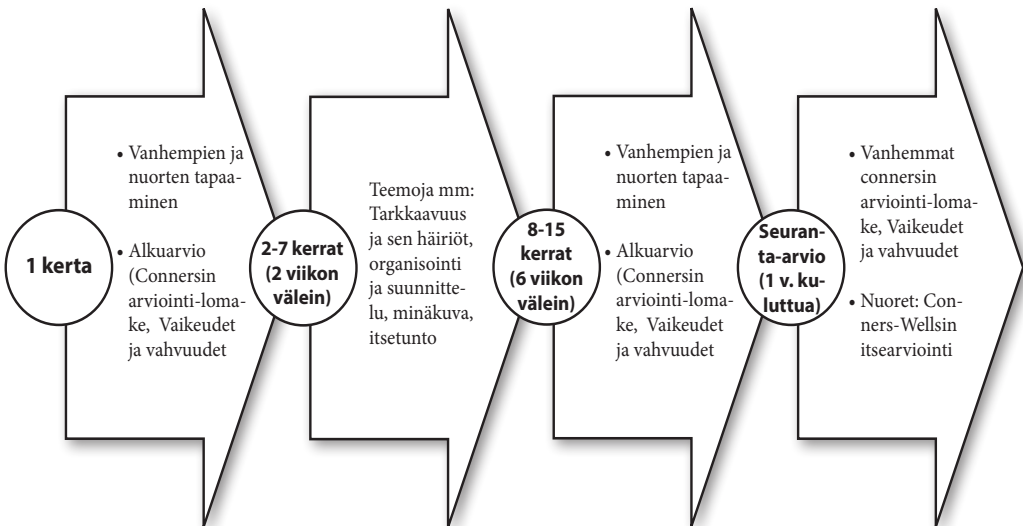 1 kerta
• Vanhempien ja
nuorten tapaa-
minen
• Alkuarvio
(Connersin
arviointi-loma-
ke, Vaikeudet
ja vahvuudet
2-7 kerrat
(2 viikon
välein)
Teemoja mm:
Tarkkaavuus
ja sen häiriöt,
organisointi
ja suunnitte-
lu, minäkuva,
itsetunto
8-15
kerrat
(6 viikon
välein)
• Vanhempien ja
nuorten tapaa-
minen
• Alkuarvio
(Connersin
arviointi-loma-
ke, Vaikeudet
ja vahvuudet
Seuran-
ta-arvio
(1 v. ku-
luttua)
• Vanhemmat
connersin
arviointi-loma-
ke, Vaikeudet
ja vahvuudet
• Nuoret: Con-
ners-Wellsin
itsearviointi